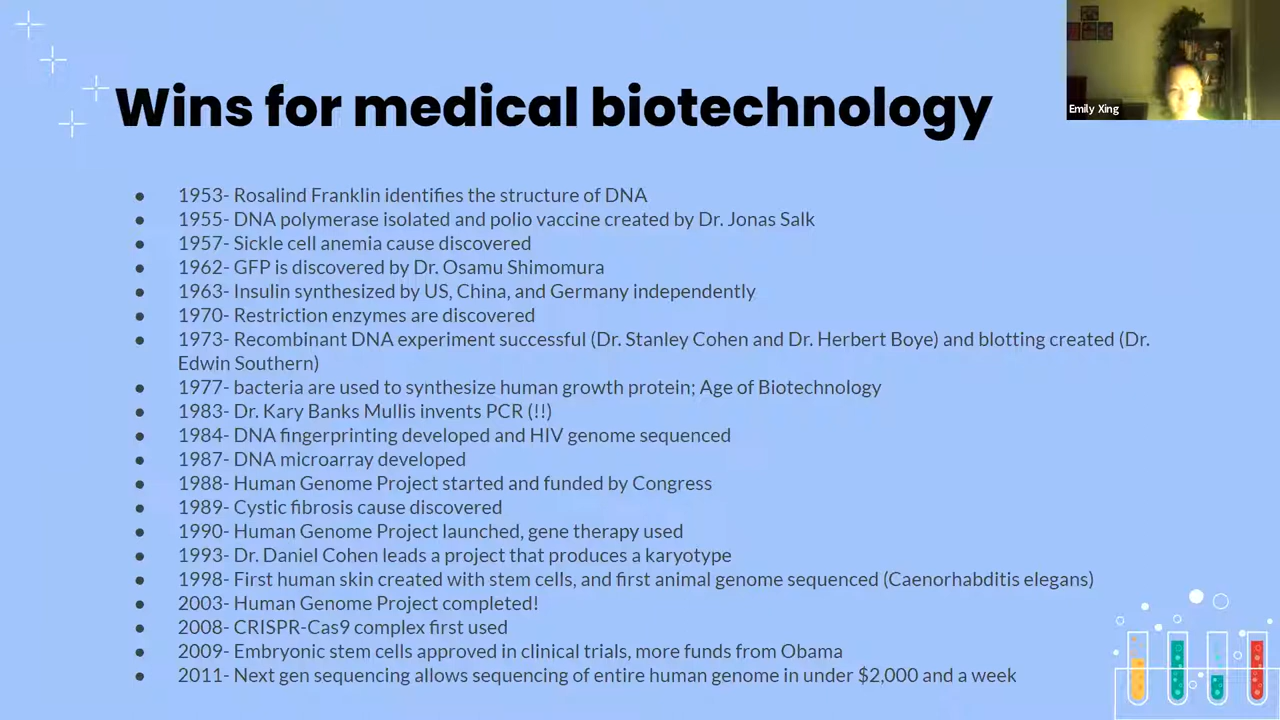 Wins for medical biotechnology
Emily Xing
● 1953- Rosalind Franklin identifies the structure of DNA
● 1955- DNA polymerase isolated and polio vaccine created by Dr. Jonas Salk
● 1957- Sickle cell anemia cause discovered
● 1962- GFP is discovered by Dr. Osamu Shimomura
● 1963- Insulin synthesized by US, China, and Germany independently
● 1970- Restriction enzymes are discovered
● 1973- Recombinant DNA experiment successful (Dr. Stanley Cohen and Dr. Herbert Boye) and blotting created (Dr.
Edwin Southern)
● 1977- bacteria are used to synthesize human growth protein; Age of Biotechnology
● 1983- Dr. Kary Banks Mullis invents PCR (!!)
● 1984- DNA fingerprinting developed and HIV genome sequenced
● 1987- DNA microarray developed
● 1988- Human Genome Project started and funded by Congress
● 1989- Cystic fibrosis cause discovered
● 1990- Human Genome Project launched, gene therapy used
● 1993- Dr. Daniel Cohen leads a project that produces a karyotype
● 1998- First human skin created with stem cells, and first animal genome sequenced (Caenorhabditis elegans)
● 2003- Human Genome Project completed!
● 2008- CRISPR-Cas9 complex first used
● 2009- Embryonic stem cells approved in clinical trials, more funds from Obama
● 2011- Next gen sequencing allows sequencing of entire human genome in under $2,000 and a week